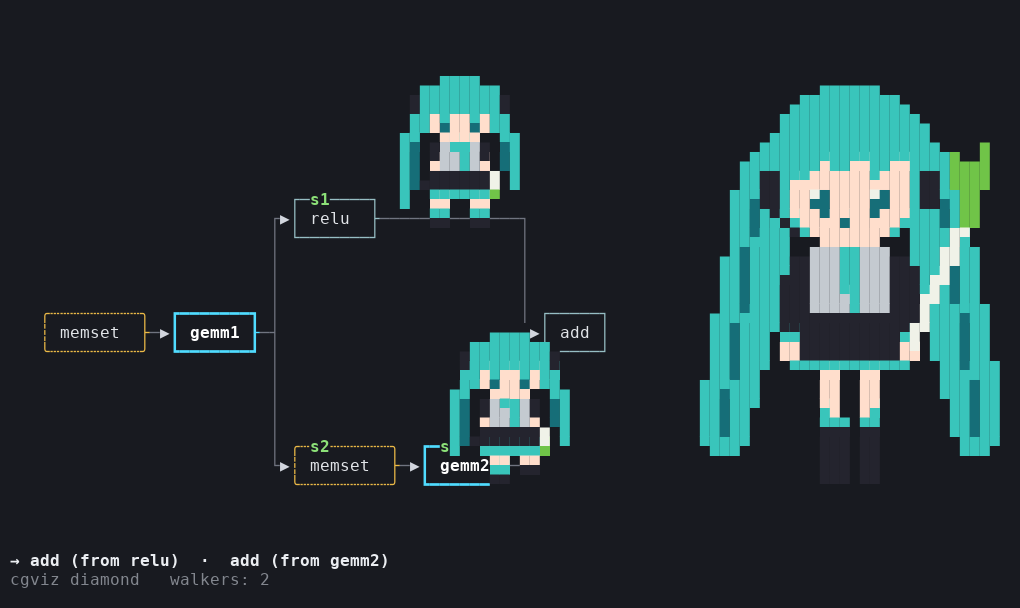 s1
relu
memset
gemm1
add
s2
memset
s
gemm2
→ add (from relu)  ·  add (from gemm2)
cgviz diamond   walkers: 2